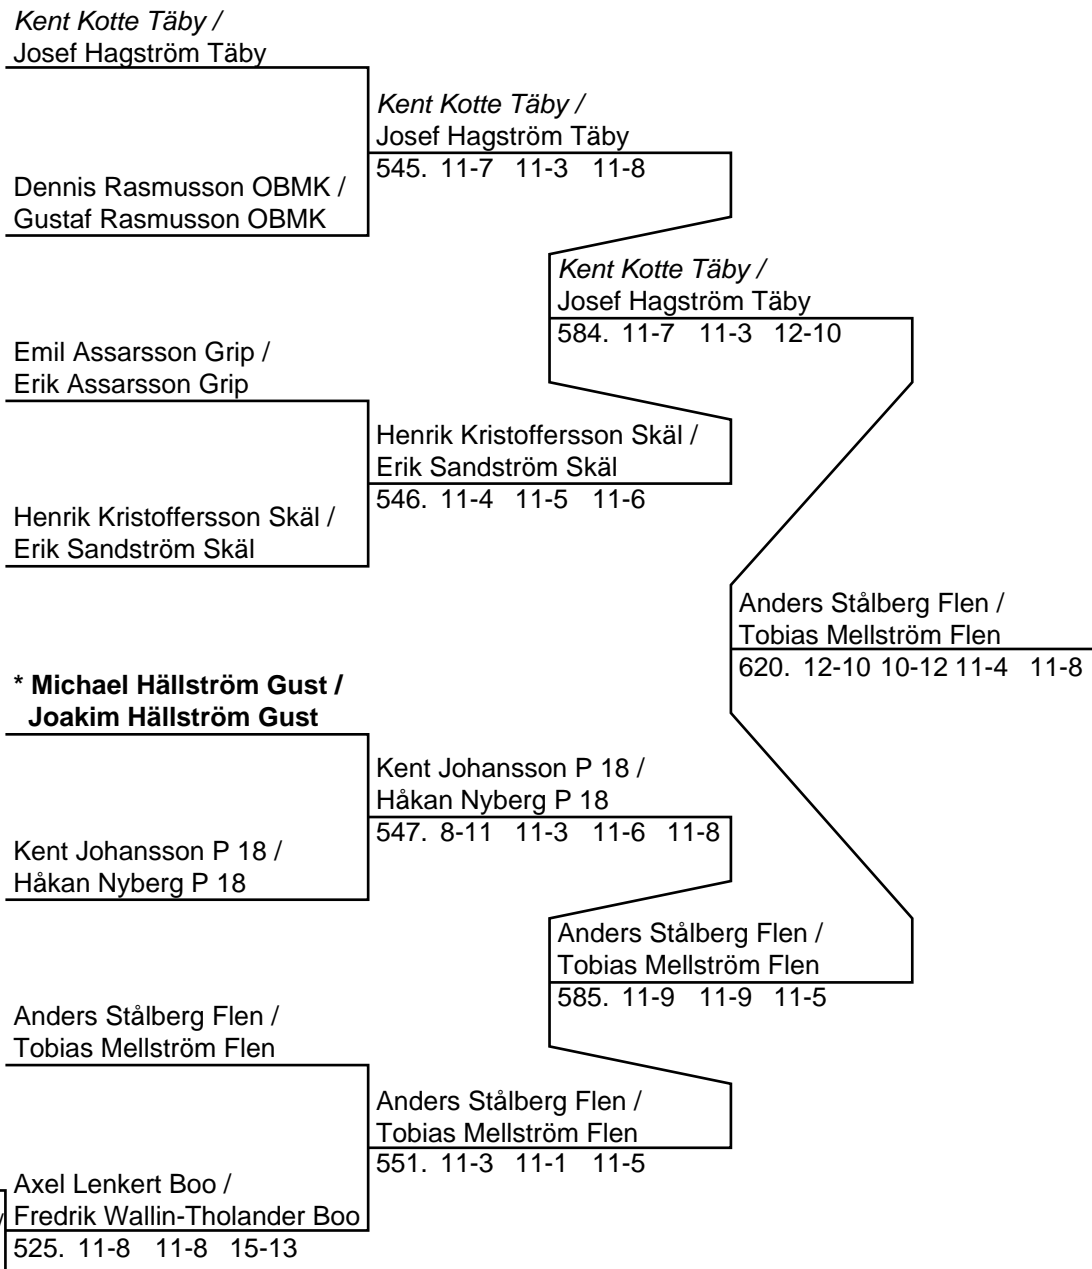 Kent Kotte Täby /
Josef Hagström Täby
Kent Kotte Täby /
Josef Hagström Täby
545. 11-7 11-3 11-8
Dennis Rasmusson OBMK /
Gustaf Rasmusson OBMK
Kent Kotte Täby /
Josef Hagström Täby
584. 11-7 11-3 12-10
Emil Assarsson Grip /
Erik Assarsson Grip
Henrik Kristoffersson Skäl /
Erik Sandström Skäl
546. 11-4 11-5 11-6
Henrik Kristoffersson Skäl /
Erik Sandström Skäl
Anders Stålberg Flen /
Tobias Mellström Flen
620. 12-10 10-12 11-4 11-8
* Michael Hällström Gust /
Joakim Hällström Gust
Kent Johansson P 18 /
Håkan Nyberg P 18
547. 8-11 11-3 11-6 11-8
Kent Johansson P 18 /
Håkan Nyberg P 18
Anders Stålberg Flen /
Tobias Mellström Flen
585. 11-9 11-9 11-5
Anders Stålberg Flen /
Tobias Mellström Flen
Anders Stålberg Flen /
Tobias Mellström Flen
551. 11-3 11-1 11-5
Axel Lenkert Boo /
Fredrik Wallin-Tholander Boo
525. 11-8 11-8 15-13